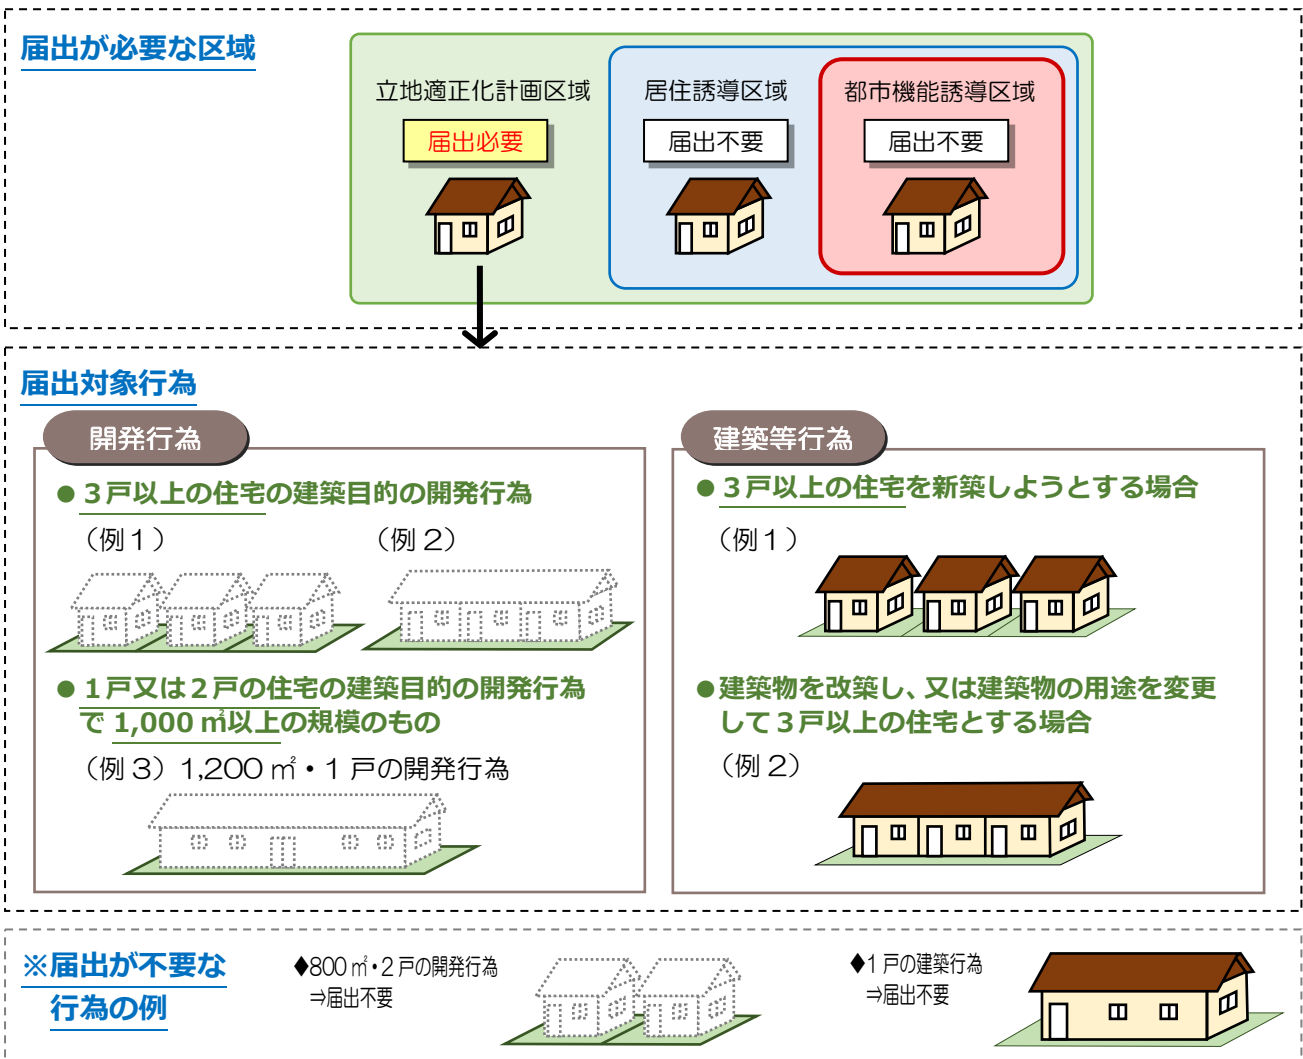 届出が必要な区域
立地適正化計画区域
届出必要
居住誘導区域
届出不要
都市機能誘導区域
届出不要
届出対象行為
開発行為
●３戸以上の住宅の建築目的の開発行為
（例１）
（例２）
●１戸又は２戸の住宅の建築目的の開発行為
で 1,000 ㎡以上の規模のもの
（例３）1,200 ㎡・１戸の開発行為
建築等行為
●３戸以上の住宅を新築しようとする場合
（例１）
●建築物を改築し、又は建築物の用途を変更
して３戸以上の住宅とする場合
（例２）
※届出が不要な
行為の例
◆800 ㎡・２戸の開発行為
⇒届出不要
◆１戸の建築行為
⇒届出不要